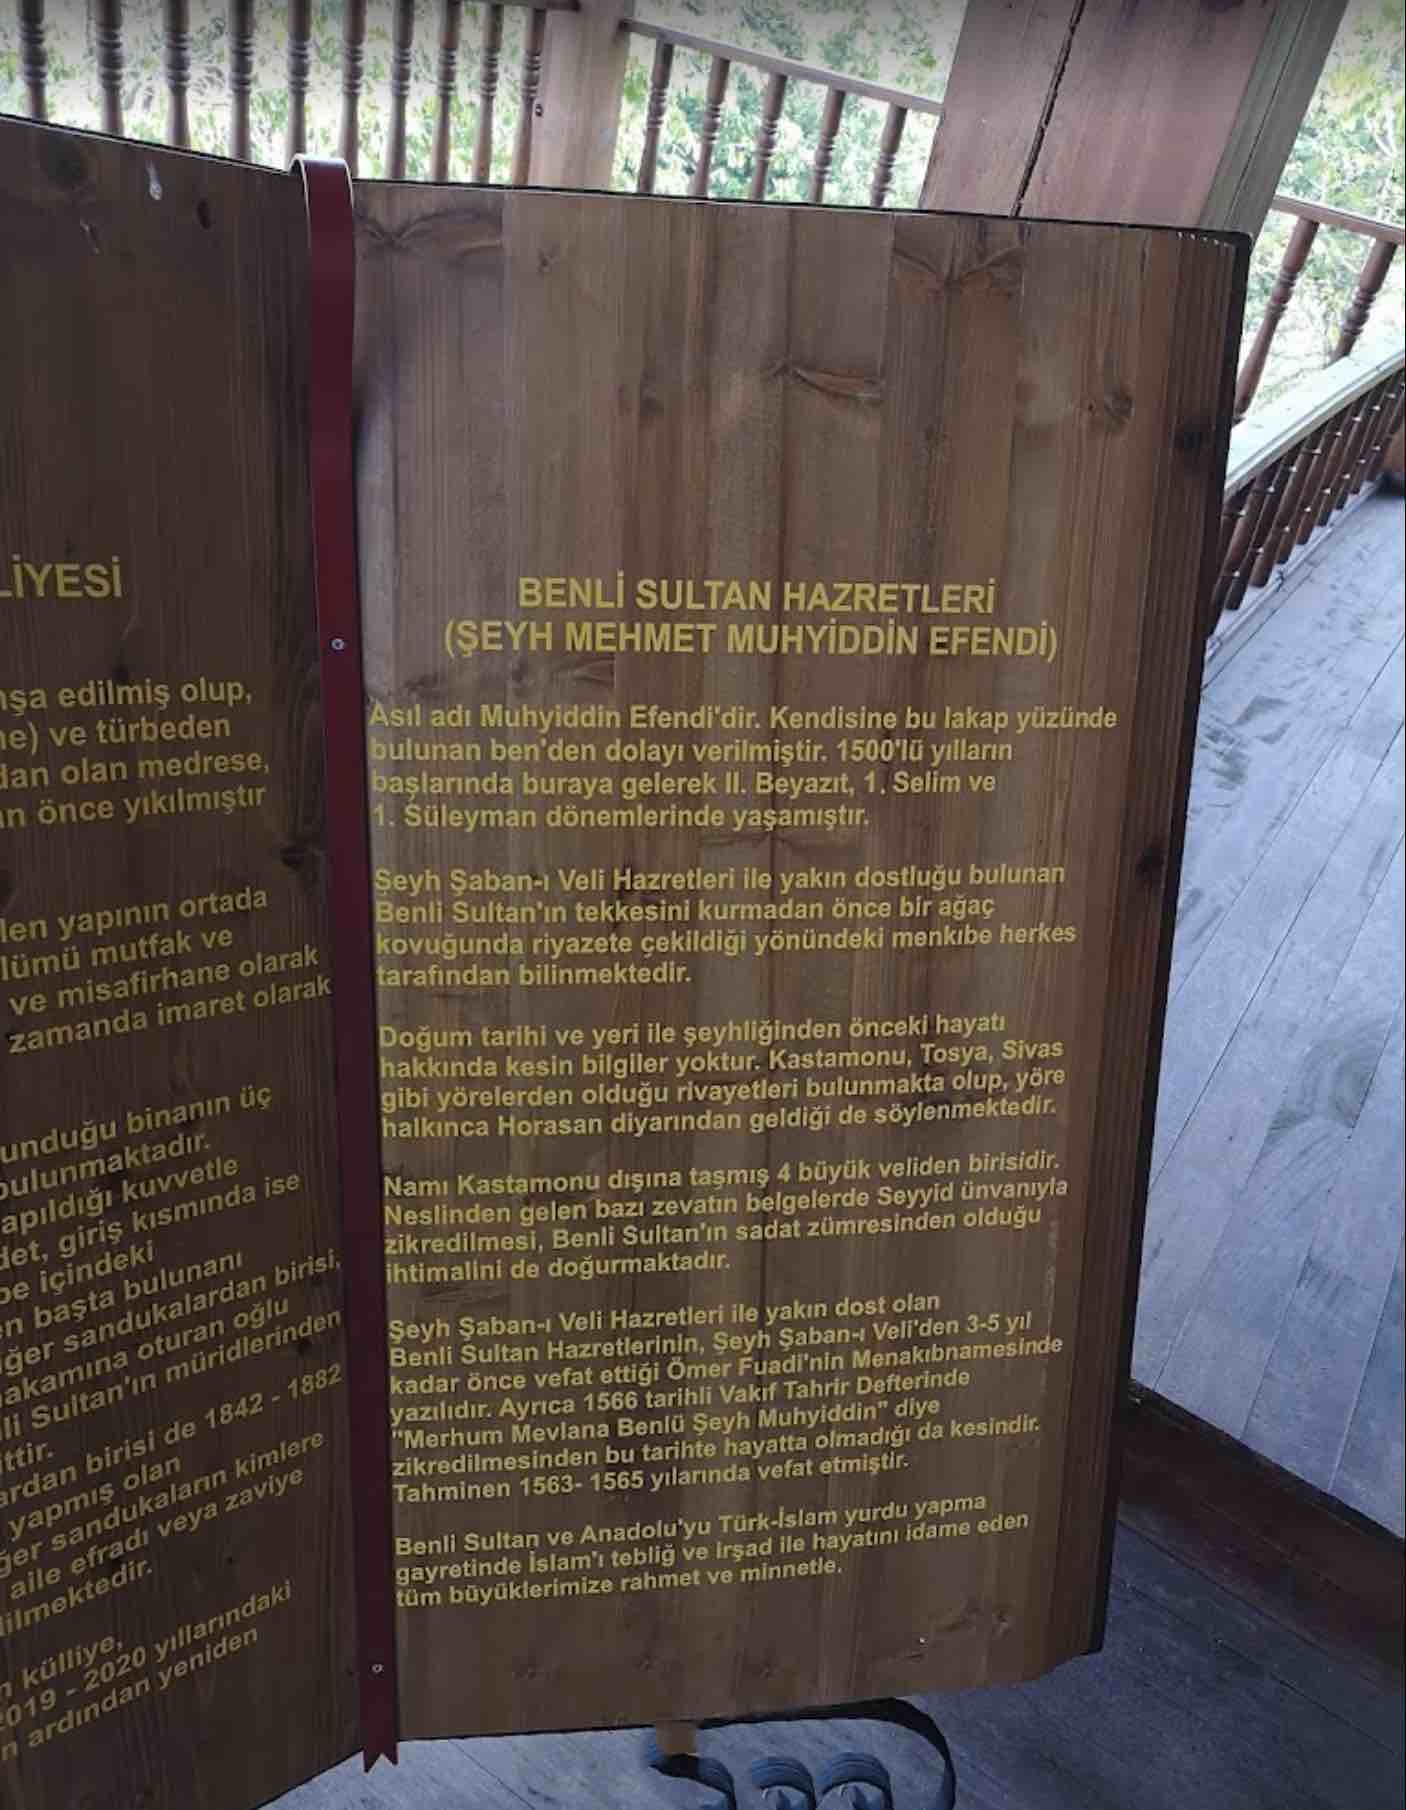 LİYESİ
nşa edilmiş olup,
ne) ve türbeden
dan olan medrese,
ın önce yıkılmıştır
len yapının ortada
lümü mutfak ve
ve misafirhane olarak
zamanda imaret olarak
unduğu binanın üç
bulunmaktadır.
apıldığı kuvvetle
det, giriş kısmında ise
be içindeki
en başta bulunanı
iğer sandukalardan birisi,
makamına oturan oğlu
li Sultan'ın müridlerinden
ittir.
ardan birisi de 1842 - 1882
yapmış olan
ğer sandukaların kimlere
aile efradı veya zaviye
ilmektedir.
n külliye,
2019 - 2020 yıllarındaki
n ardından yeniden
BENLİ SULTAN HAZRETLERİ
(ŞEYH MEHMET MUHYİDDİN EFENDİ)
Asıl adı Muhyiddin Efendi'dir. Kendisine bu lakap yüzünde
bulunan ben'den dolayı verilmiştir. 1500'lü yılların
başlarında buraya gelerek II. Beyazıt, 1. Selim ve
1. Süleyman dönemlerinde yaşamıştır.
Şeyh Şaban-ı Veli Hazretleri ile yakın dostluğu bulunan
Benli Sultan'ın tekkesini kurmadan önce bir ağaç
kovuğunda riyazete çekildiği yönündeki menkıbe herkes
tarafından bilinmektedir.
Doğum tarihi ve yeri ile şeyhliğinden önceki hayatı
hakkında kesin bilgiler yoktur. Kastamonu, Tosya, Sivas
gibi yörelerden olduğu rivayetleri bulunmakta olup, yöre
halkınca Horasan diyarından geldiği de söylenmektedir.
Namı Kastamonu dışına taşmış 4 büyük veliden birisidir.
Neslinden gelen bazı zevatın belgelerde Seyyid ünvanıyla
zikredilmesi, Benli Sultan'ın sadat zümresinden olduğu
ihtimalini de doğurmaktadır.
Şeyh Şaban-ı Veli Hazretleri ile yakın dost olan
Benli Sultan Hazretlerinin, Şeyh Şaban-ı Veli'den 3-5 yıl
kadar önce vefat ettiği Ömer Fuadi'nin Menakıbnamesinde
yazılıdır. Ayrıca 1566 tarihli Vakıf Tahrir Defterinde
"Merhum Mevlana Benlü Şeyh Muhyiddin" diye
zikredilmesinden bu tarihte hayatta olmadığı da kesindir.
Tahminen 1563- 1565 yılarında vefat etmiştir.
Benli Sultan ve Anadolu'yu Türk-İslam yurdu yapma
gayretinde İslam'ı tebliğ ve irşad ile hayatını idame eden
tüm büyüklerimize rahmet ve minnetle.